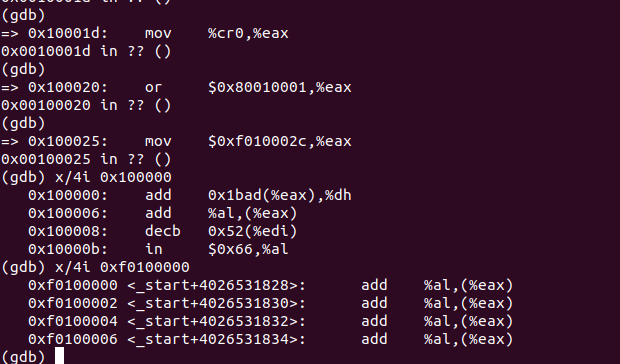 0x0010001d in ?? ()
(gdb)
=> 0x10001d: mov %cr0,%eax
0x0010001d in ?? ()
(gdb)
=> 0x100020: or $0x80010001,%eax
0x00100020 in ?? ()
(gdb)
=> 0x100025: mov $0xf010002c,%eax
0x00100025 in ?? ()
(gdb) x/4i 0x100000
0x100000: add 0x1bad(%eax),%dh
0x100006: add %al,(%eax)
0x100008: decb 0x52(%edi)
0x10000b: in $0x66,%al
(gdb) x/4i 0xf0100000
0xf0100000 <_start+4026531828>: add %al,(%eax)
0xf0100002 <_start+4026531830>: add %al,(%eax)
0xf0100004 <_start+4026531832>: add %al,(%eax)
0xf0100006 <_start+4026531834>: add %al,(%eax)
(gdb)